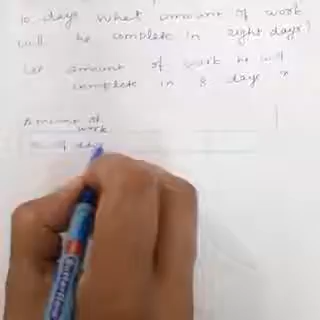 10 days what amount of work
will he complete in eight days?
Let amount of work he will
complete in 8 days x
Amount of
work
No of days